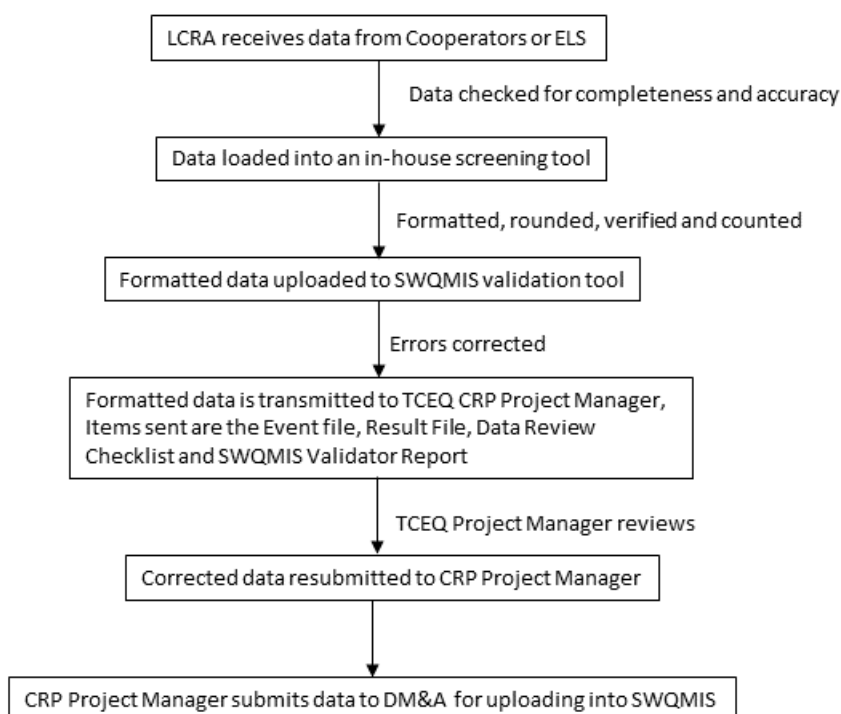 LCRA receives data from Cooperators or ELS
Data checked for completeness and accuracy
Data loaded into an in-house screening tool
Formatted, rounded, verified and counted
Formatted data uploaded to SWQMIS validation tool
Errors corrected
Formatted data is transmitted to TCEQ CRP Project Manager,
Items sent are the Event file, Result File, Data Review
Checklist and SWQMIS Validator Report
TCEQ Project Manager reviews
Corrected data resubmitted to CRP Project Manager
CRP Project Manager submits data to DM&A for uploading into SWQMIS